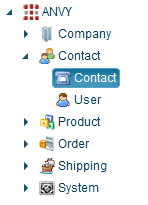 ANVY
Company
Contact
Contact
User
Product
Order
Shipping
System